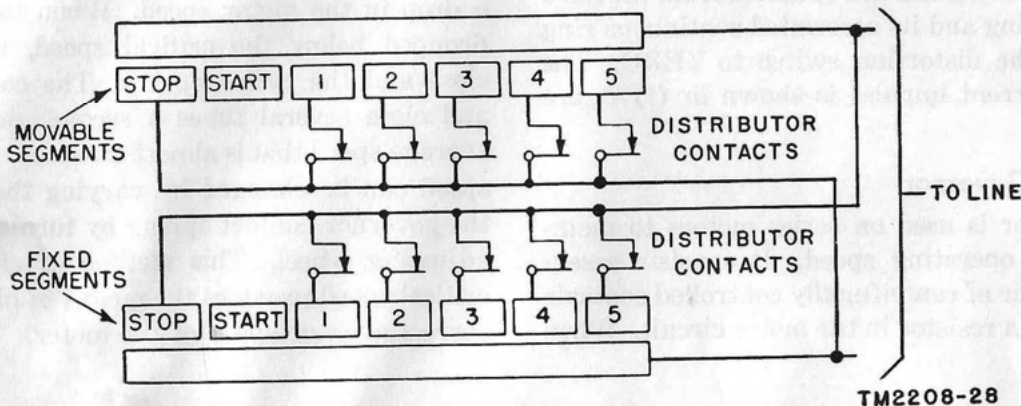 STOP START 1 2 3 4 5
MOVABLE SEGMENTS
DISTRIBUTOR CONTACTS
TO LINE
FIXED SEGMENTS
DISTRIBUTOR CONTACTS
STOP START 1 2 3 4 5
TM2208-28